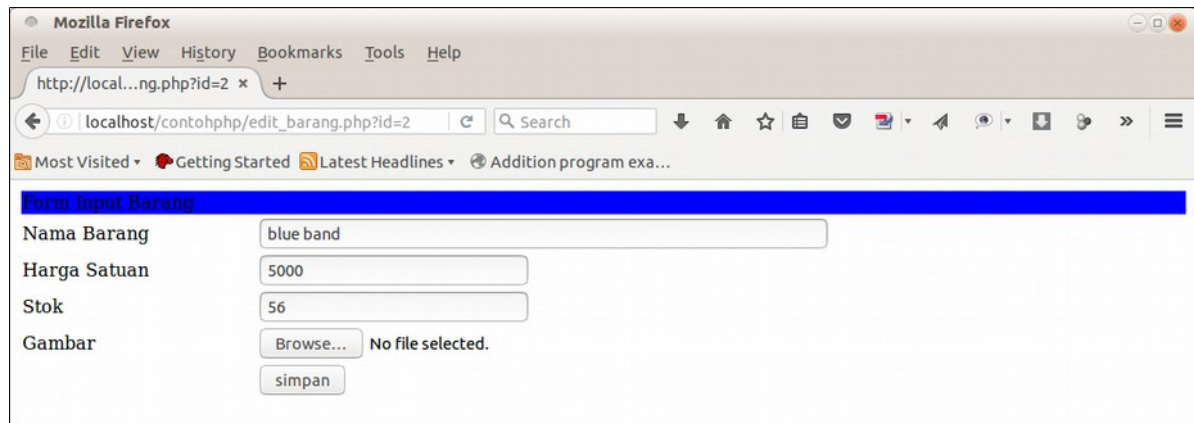 Mozilla Firefox
File Edit View History Bookmarks Tools Help
http://local...ng.php?id=2
localhost/contohphp/edit_barang.php?id=2 Search
Most Visited Getting Started Latest Headlines Addition program exa...
Form Input Barang
Nama Barang blue band
Harga Satuan 5000
Stok 56
Gambar Browse... No file selected.
simpan